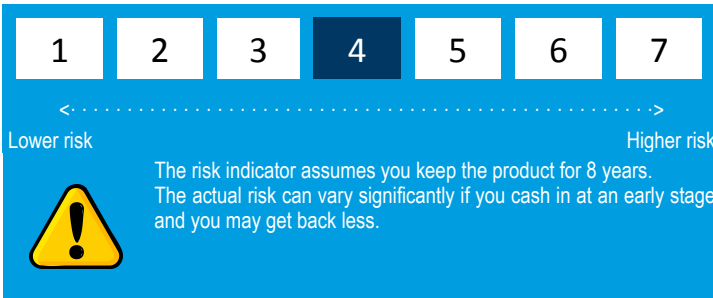 1 2 3 4 5 6 7
<· · · · · · · · · · · · · · · · · · · · · · · · · · · · · · · · · · · · · · · · · · · · · · · · · · · · · ·>
Lower risk Higher risk
The risk indicator assumes you keep the product for 8 years.
The actual risk can vary significantly if you cash in at an early stage
and you may get back less.